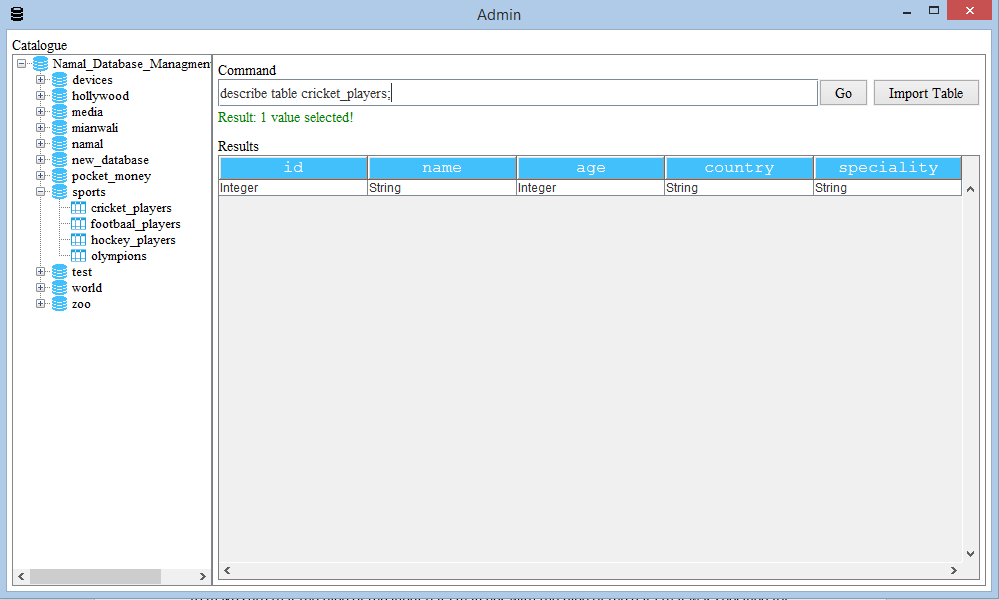 Admin
Catalogue
Namal_Database_Managmen
devices
hollywood
media
mianwali
namal
new_database
pocket_money
sports
cricket_players
footbaal_players
hockey_players
olympions
test
world
zoo
Command
describe table cricket_players;
Go
Import Table
Result: 1 value selected!
Results
id name age country speciality
Integer String Integer String String